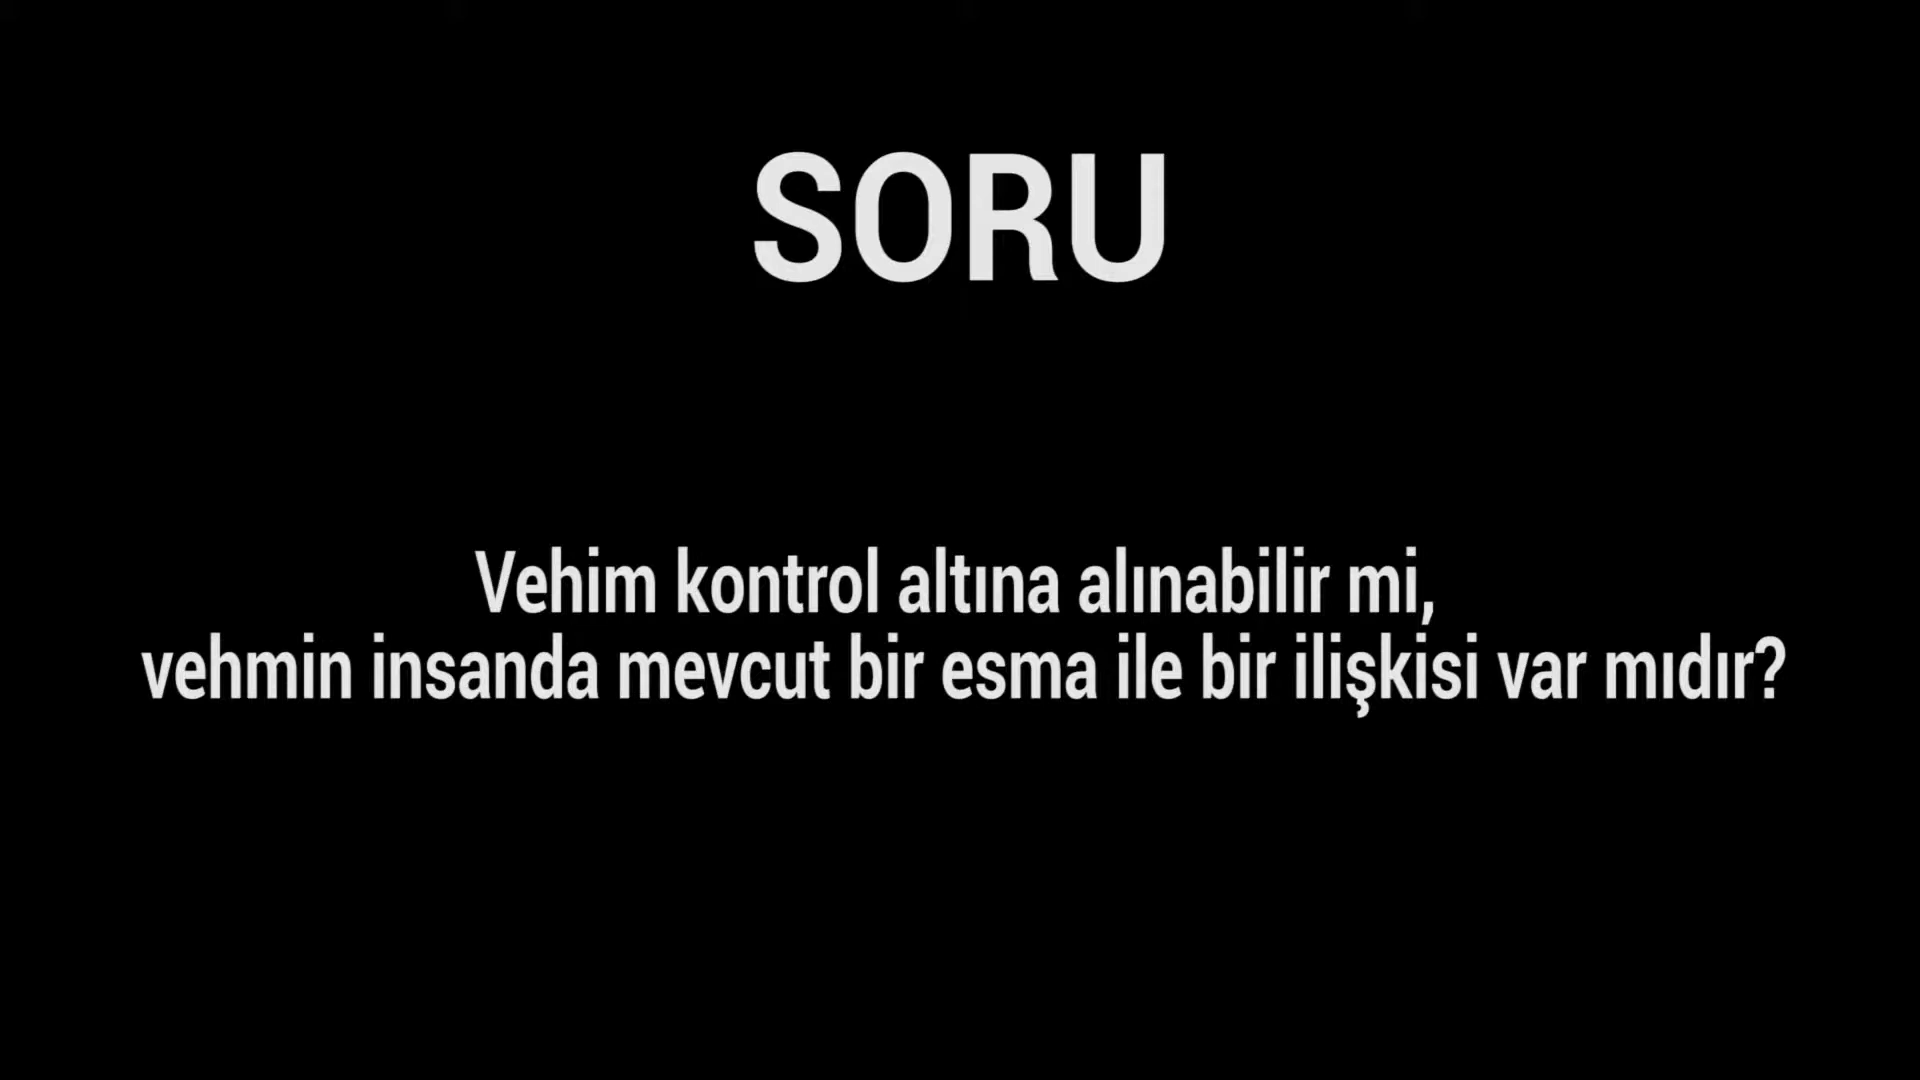 SORU
Vehim kontrol altına alınabilir mi,
vehmin insanda mevcut bir esma ile bir ilişkisi var mıdır?